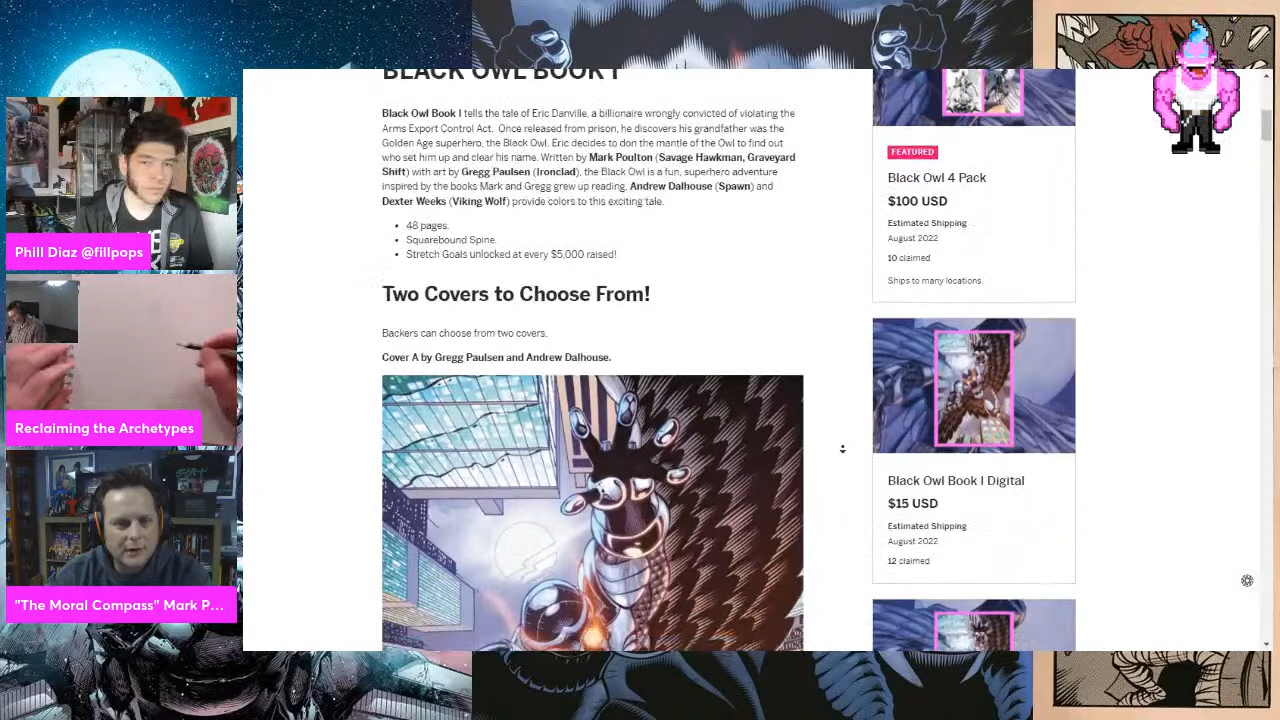 Phill Diaz @fillpops
Reclaiming the Archetypes
"The Moral Compass" Mark P...
BLACK OWL BOOK I
Black Owl Book I tells the tale of Eric Danville, a billionaire wrongly convicted of violating the
Arms Export Control Act. Once released from prison, he discovers his grandfather was the
Golden Age superhero, the Black Owl. Eric decides to don the mantle of the Owl to find out
who set him up and clear his name. Written by Mark Poulton (Savage Hawkman, Graveyard
Shift) with art by Gregg Paulsen (Ironclad), the Black Owl is a fun, superhero adventure
inspired by the books Mark and Gregg grew up reading. Andrew Dalhouse (Spawn) and
Dexter Weeks (Viking Wolf) provide colors to this exciting tale.
48 pages.
Squarebound Spine.
Stretch Goals unlocked at every $5,000 raised!
Two Covers to Choose From!
Backers can choose from two covers.
Cover A by Gregg Paulsen and Andrew Dalhouse.
FEATURED
Black Owl 4 Pack
$100 USD
Estimated Shipping
August 2022
10 claimed
Ships to many locations.
Black Owl Book I Digital
$15 USD
Estimated Shipping
August 2022
12 claimed